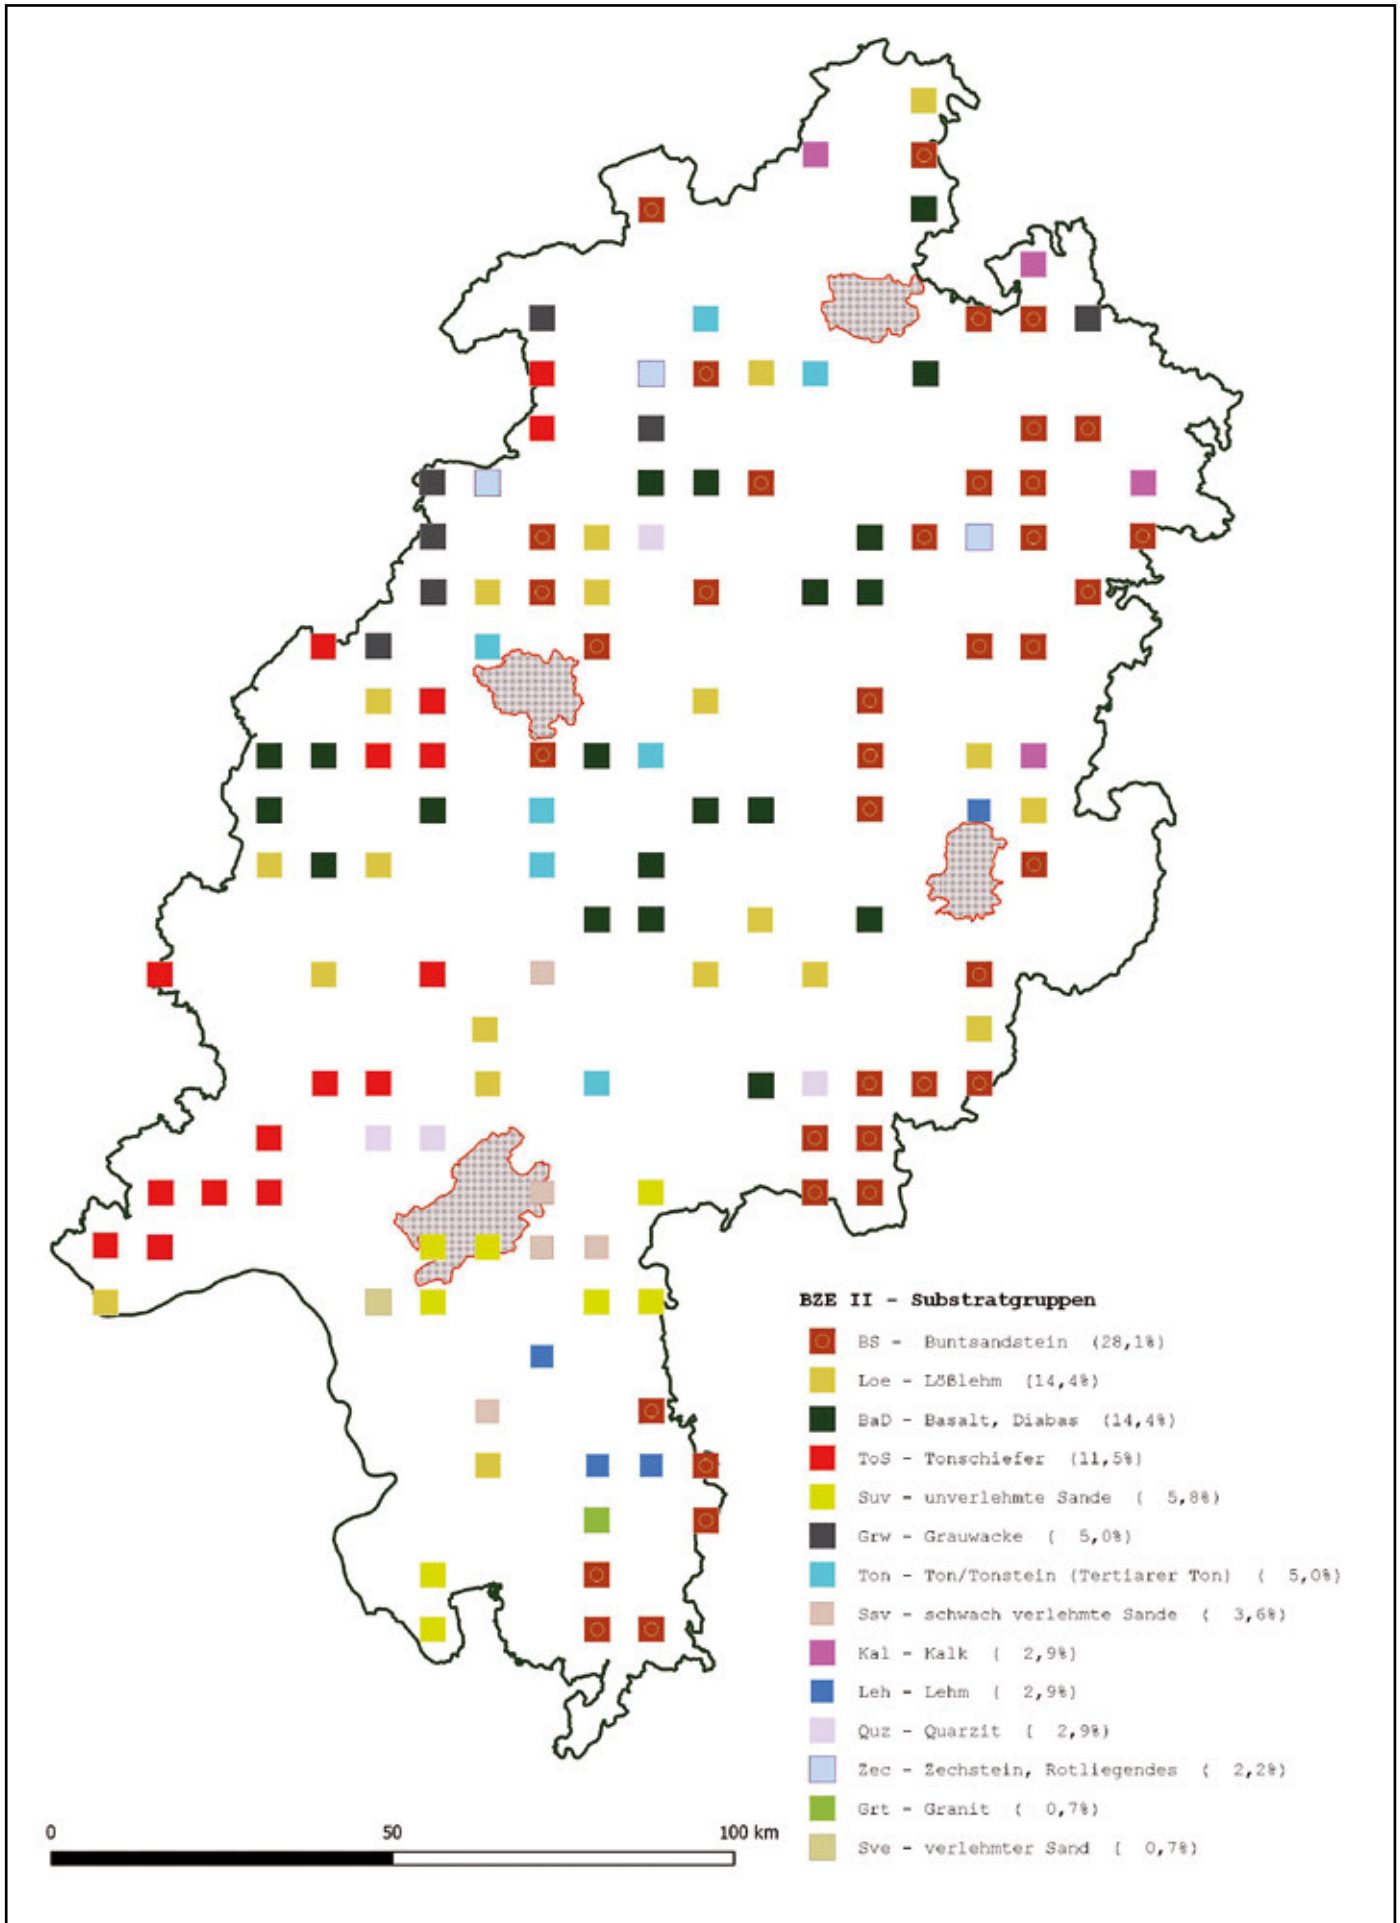 BZE II - Substratgruppen
BS - Buntsandstein (28,1%)
Loe - Lößlehm (14,4%)
BaD - Basalt, Diabas (14,4%)
ToS - Tonschiefer (11,5%)
Suv - unverlehmte Sande ( 5,8%)
Grw - Grauwacke ( 5,0%)
Ton - Ton/Tonstein (Tertiarer Ton) ( 5,0%)
Ssv - schwach verlehmte Sande ( 3,6%)
Kal - Kalk ( 2,9%)
Leh - Lehm ( 2,9%)
Quz - Quarzit ( 2,9%)
Zec - Zechstein, Rotliegendes ( 2,2%)
Grt - Granit ( 0,7%)
Sve - verlehmter Sand ( 0,7%)
0 50 100 km